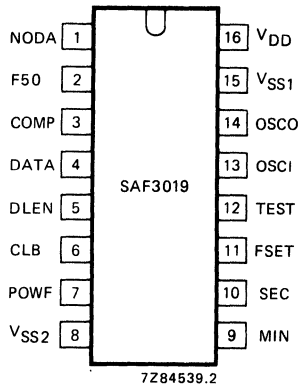 NODA 1 16 VDD
F50 2 15 VSS1
COMP 3 14 OSCO
DATA 4 13 OSCI
SAF3019
DLEN 5 12 TEST
CLB 6 11 FSET
POWF 7 10 SEC
VSS2 8 9 MIN
7Z84539.2